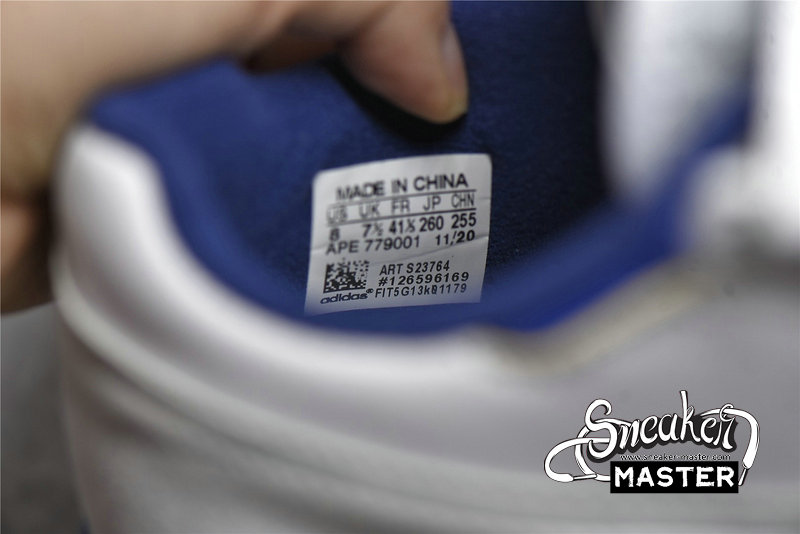 MADE IN CHINA
US UK FR JP CHN
8 7½ 41⅓ 260 255
APE 779001 11/20
ART S23764
#126596169
adidas® FIT5G13k01179
Sneaker
www.sneaker-master.com
MASTER